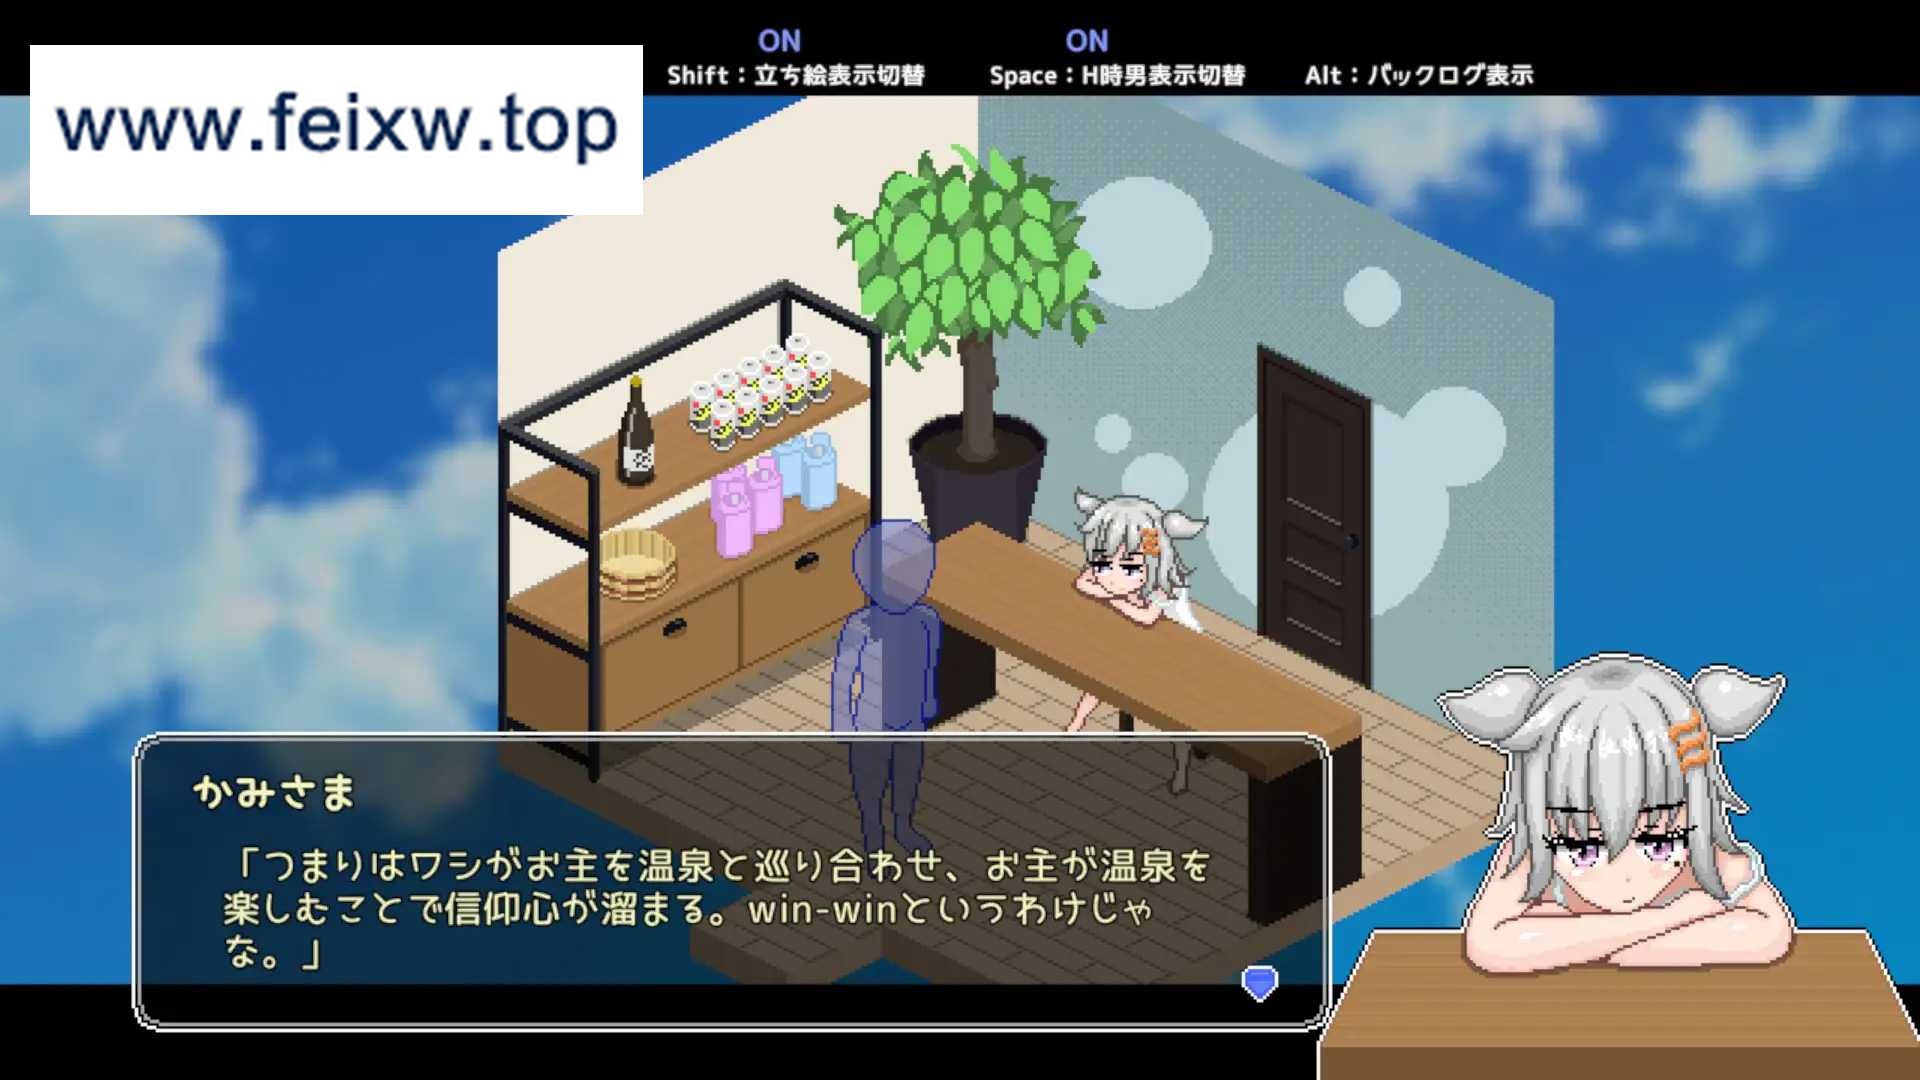 ON
ON
www.feixw.top
Shift：立ち絵表示切替
Space：H時男表示切替
Alt：バックログ表示
かみさま
「つまりはワシがお主を温泉と巡り合わせ、お主が温泉を
楽しむことで信仰心が溜まる。win-winというわけじゃ
な。」